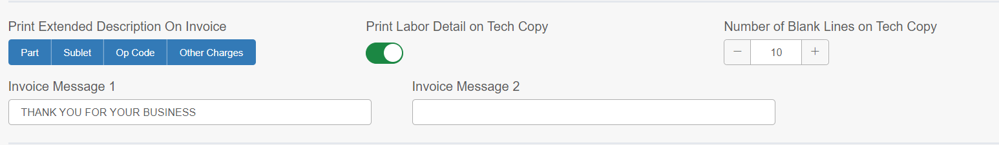 Print Extended Description On Invoice
Print Labor Detail on Tech Copy
Number of Blank Lines on Tech Copy
Part Sublet Op Code Other Charges
− 10 +
Invoice Message 1
Invoice Message 2
THANK YOU FOR YOUR BUSINESS